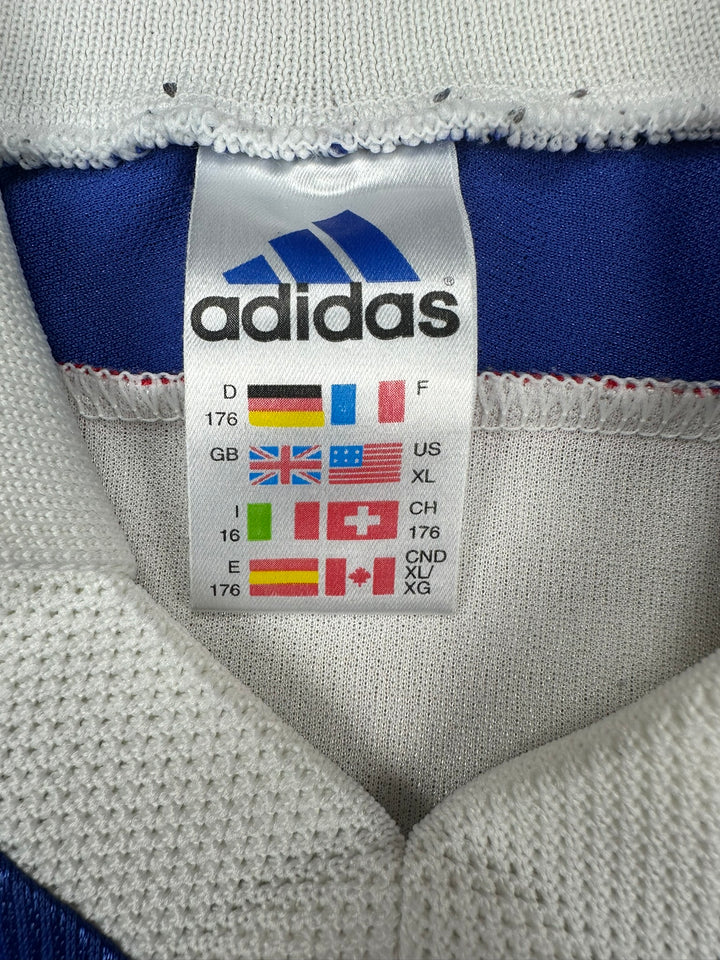 adidas®
D F
176
GB US
XL
I CH
16 176
E CND
176 XL/
XG